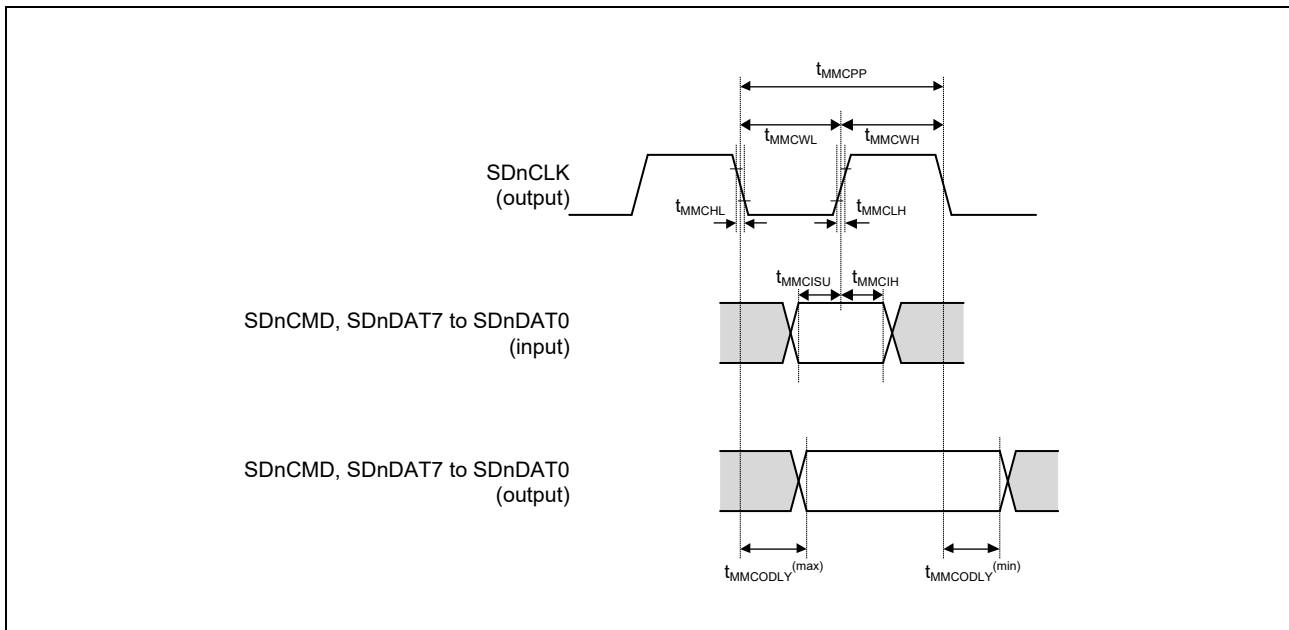 tMMCPP
tMMCWL tMMCWH
SDnCLK
(output)
tMMCHL tMMCLH
tMMCISU tMMCIH
SDnCMD, SDnDAT7 to SDnDAT0
(input)
SDnCMD, SDnDAT7 to SDnDAT0
(output)
tMMCODLY(max) tMMCODLY(min)